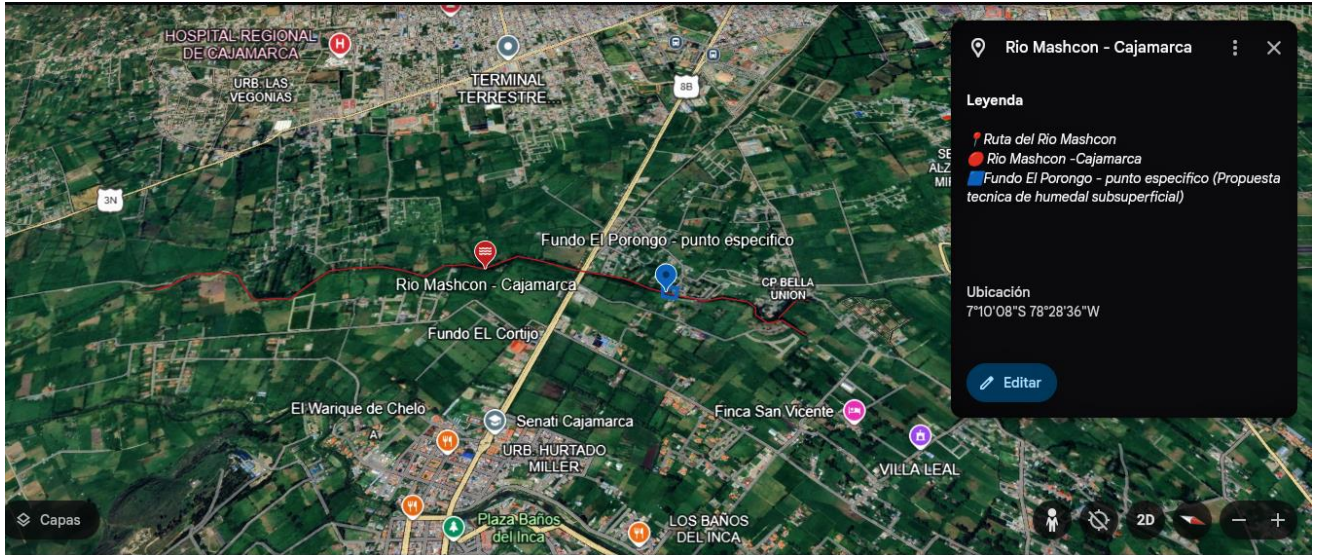 HOSPITAL REGIONAL
DE CAJAMARCA
H
URB. LAS
VEGONIAS
TERMINAL
TERRESTRE...
8B
3N
Fundo El Porongo - punto especifico
Rio Mashcon - Cajamarca
CP BELLA
UNION
Fundo EL Cortijo
El Warique de Chelo
Senati Cajamarca
URB. HURTADO
MILLER
Finca San Vicente
VILLA LEAL
Plaza Baños
del Inca
LOS BAÑOS
DEL INCA
Capas
2D
Rio Mashcon - Cajamarca
Leyenda
Ruta del Rio Mashcon
Rio Mashcon -Cajamarca
Fundo El Porongo - punto especifico (Propuesta
tecnica de humedal subsuperficial)
Ubicación
7°10'08"S 78°28'36"W
Editar